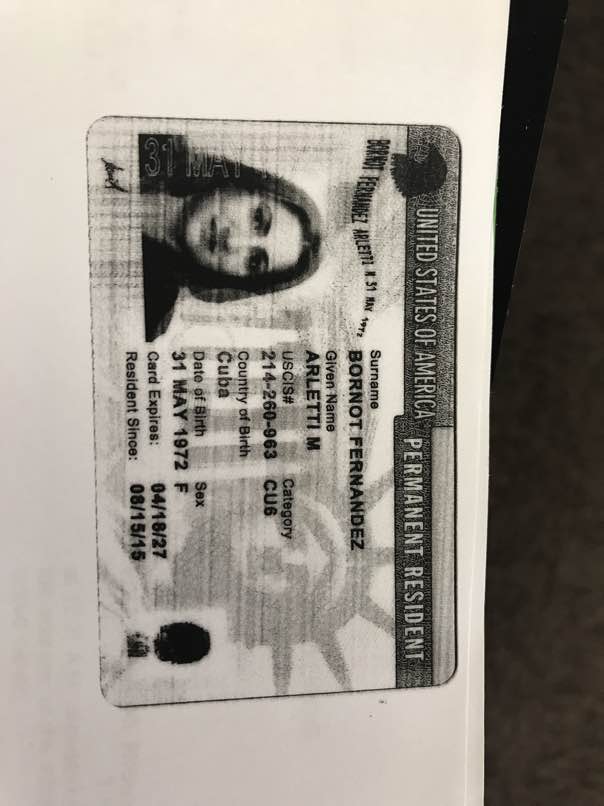 UNITED STATES OF AMERICA PERMANENT RESIDENT
BORNOT FERNANDEZ ARLETTI M 31 MAY 1972
Surname
BORNOT FERNANDEZ
Given Name
ARLETTI M
USCIS# Category
214-260-963 CU6
Country of Birth
Cuba
Date of Birth Sex
31 MAY 1972 F
Card Expires: 04/18/27
Resident Since: 08/15/15
31 MAY